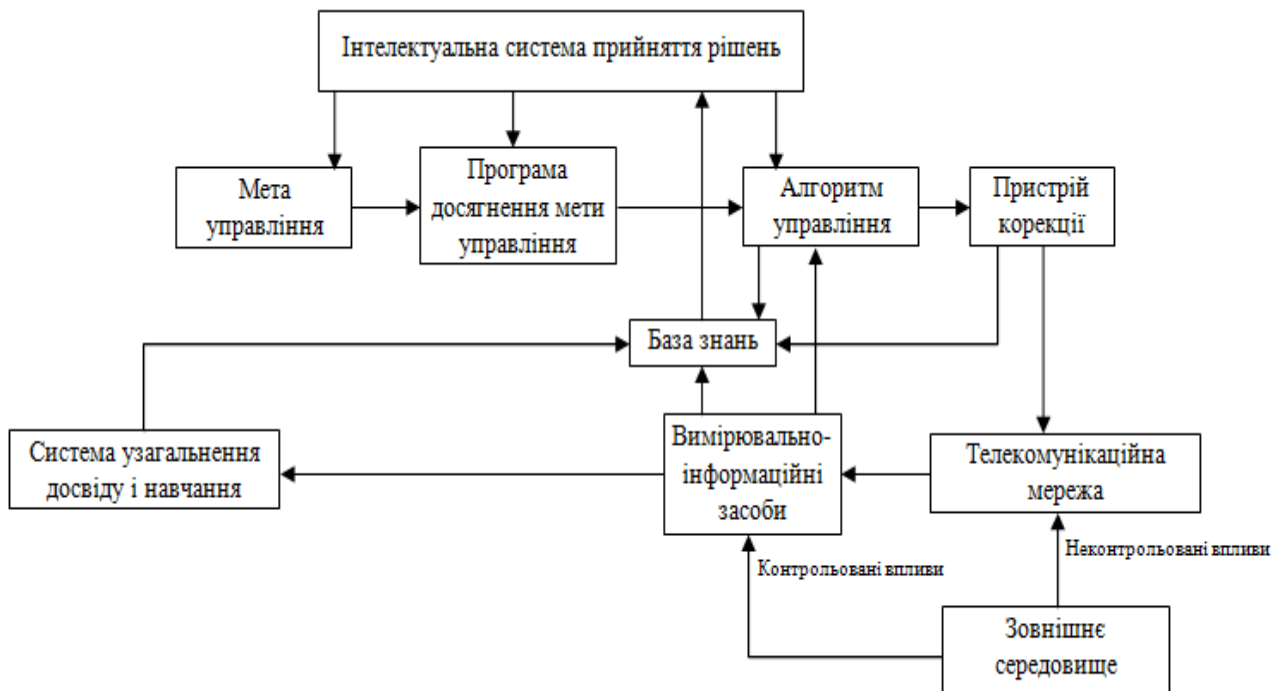 Інтелектуальна система прийняття рішень
Мета
управління
Програма
досягнення мети
управління
Алгоритм
управління
Пристрій
корекції
База знань
Система узагальнення
досвіду і навчання
Вимірювально-
інформаційні
засоби
Телекомунікаційна
мережа
Неконтрольовані впливи
Контрольовані впливи
Зовнішнє
середовище